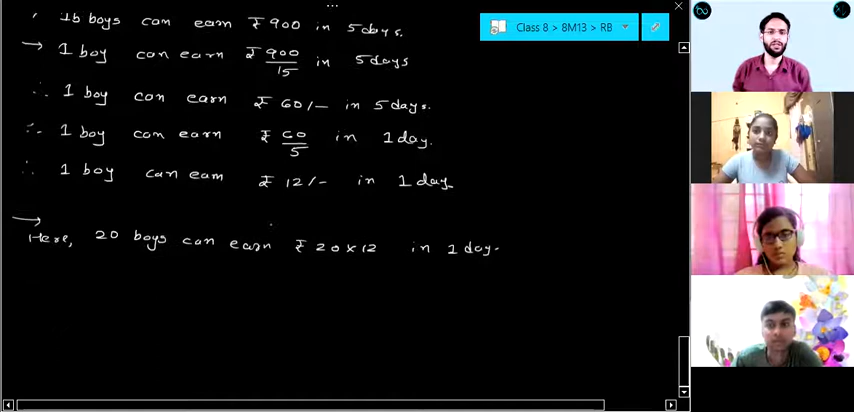 15 boys can earn ₹ 900 in 5 days.
→ 1 boy can earn ₹ 900/15 in 5 days
∴ 1 boy can earn ₹ 60/- in 5 days.
∴ 1 boy can earn ₹ 60/5 in 1 day.
∴ 1 boy can earn ₹ 12/- in 1 day.
→
Here, 20 boys can earn ₹ 20 x 12 in 1 day.
Class 8 > 8M13 > RB